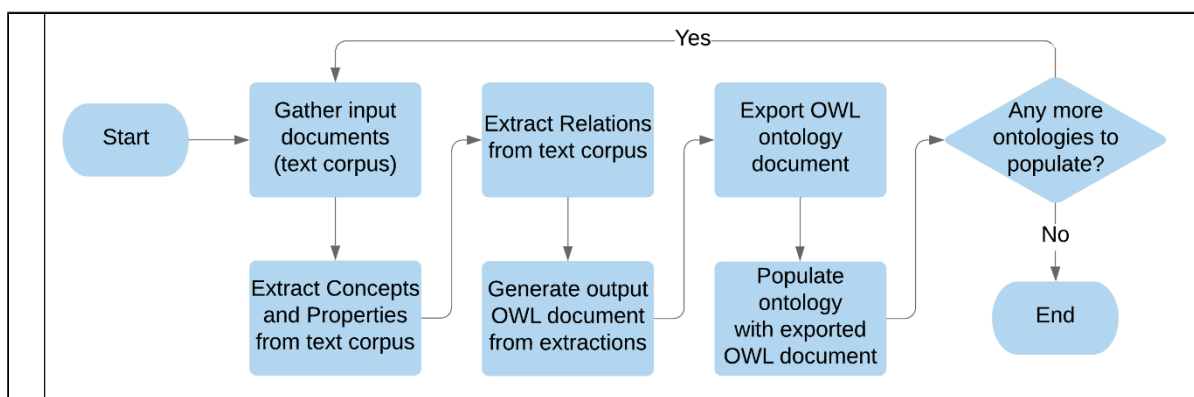 Yes
Start
Gather input
documents
(text corpus)
Extract Concepts
and Properties
from text corpus
Extract Relations
from text corpus
Generate output
OWL document
from extractions
Export OWL
ontology
document
Populate
ontology
with exported
OWL document
Any more
ontologies to
populate?
No
End